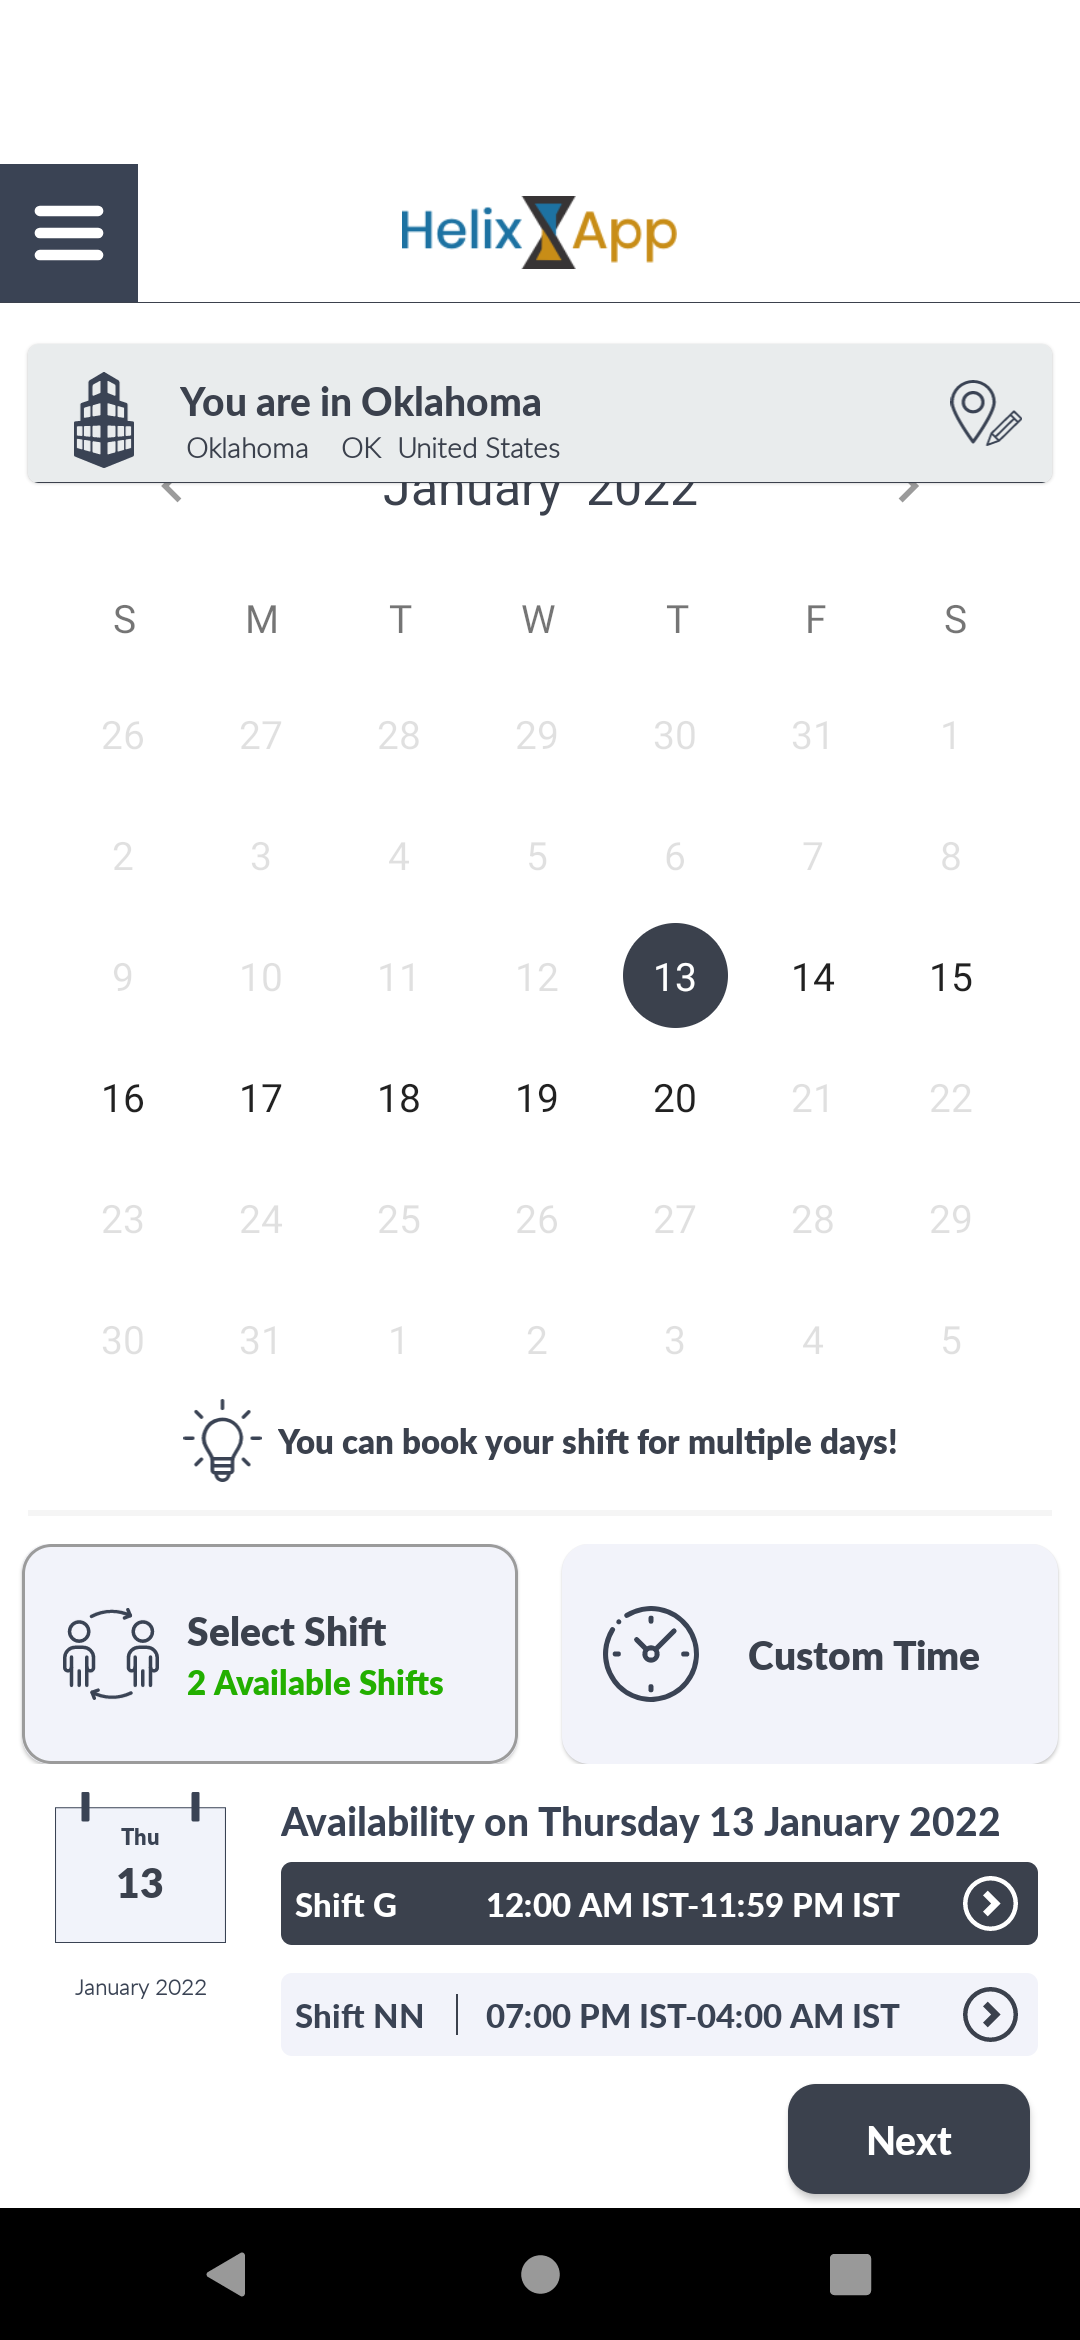 Helix App
You are in Oklahoma
Oklahoma OK United States
January 2022
S M T W T F S
26 27 28 29 30 31 1
2 3 4 5 6 7 8
9 10 11 12 13 14 15
16 17 18 19 20 21 22
23 24 25 26 27 28 29
30 31 1 2 3 4 5
You can book your shift for multiple days!
Select Shift
2 Available Shifts
Custom Time
Thu
13
January 2022
Availability on Thursday 13 January 2022
Shift G 12:00 AM IST-11:59 PM IST
Shift NN 07:00 PM IST-04:00 AM IST
Next